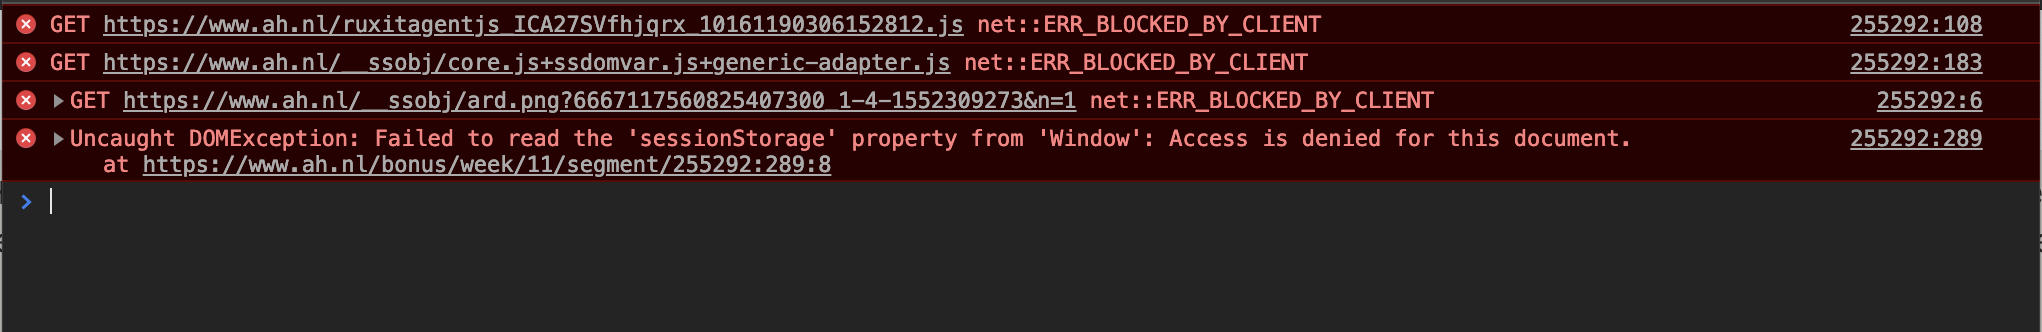 GET https://www.ah.nl/ruxitagentjs_ICA27SVfhjqrx_10161190306152812.js net::ERR_BLOCKED_BY_CLIENT 255292:108
GET https://www.ah.nl/__ssobj/core.js+ssdomvar.js+generic-adapter.js net::ERR_BLOCKED_BY_CLIENT 255292:183
GET https://www.ah.nl/__ssobj/ard.png?6667117560825407300_1-4-1552309273&n=1 net::ERR_BLOCKED_BY_CLIENT 255292:6
Uncaught DOMException: Failed to read the 'sessionStorage' property from 'Window': Access is denied for this document. 255292:289
at https://www.ah.nl/bonus/week/11/segment/255292:289:8